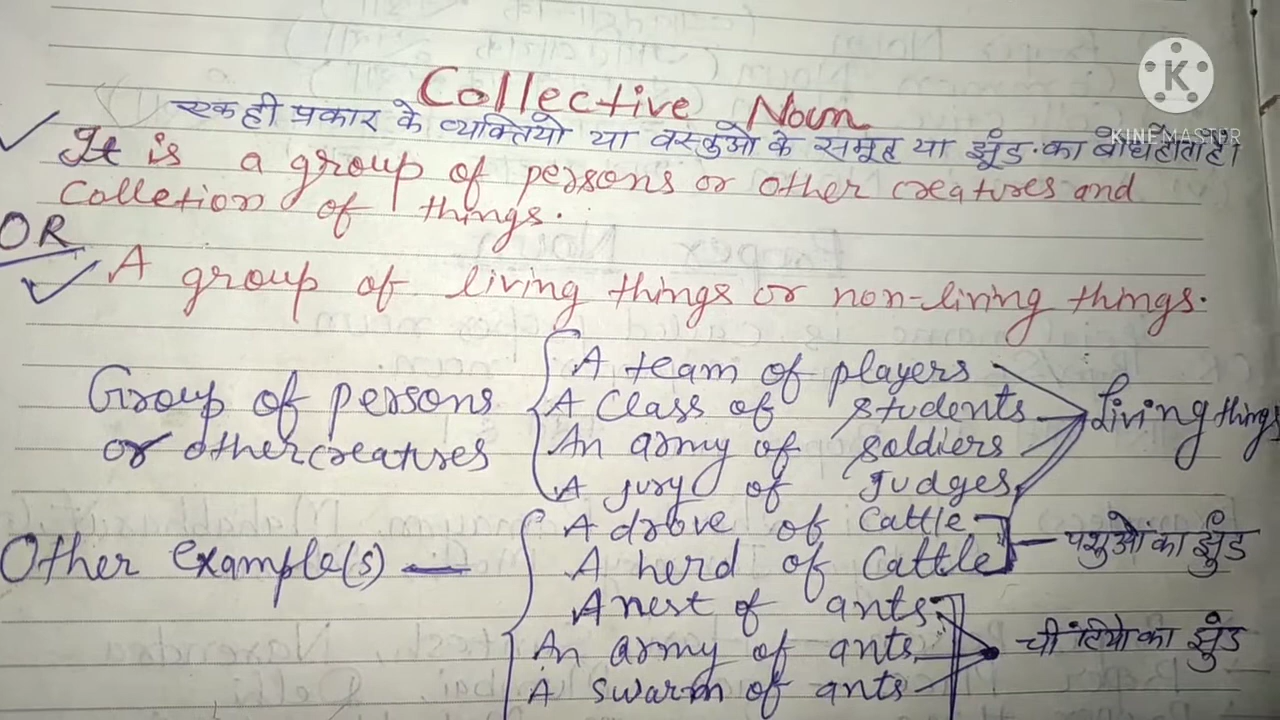 Collective Noun
एक ही प्रकार के व्यक्तियो या वस्तुओ के समूह या झुंड का बोध होता है।
It is a group of persons or other creatures and
Colletion of things.
OR
A group of living things or non-living things.
Group of persons
or other creatures
A team of players
A Class of students
An army of soldiers
A jury of Judges
Living things
Other example(s) —
A drove of Cattle
A herd of Cattle
पशुओ का झुंड
A nest of ants
An army of ants
A swarm of ants
चींटियो का झुंड
K
KINEMASTER